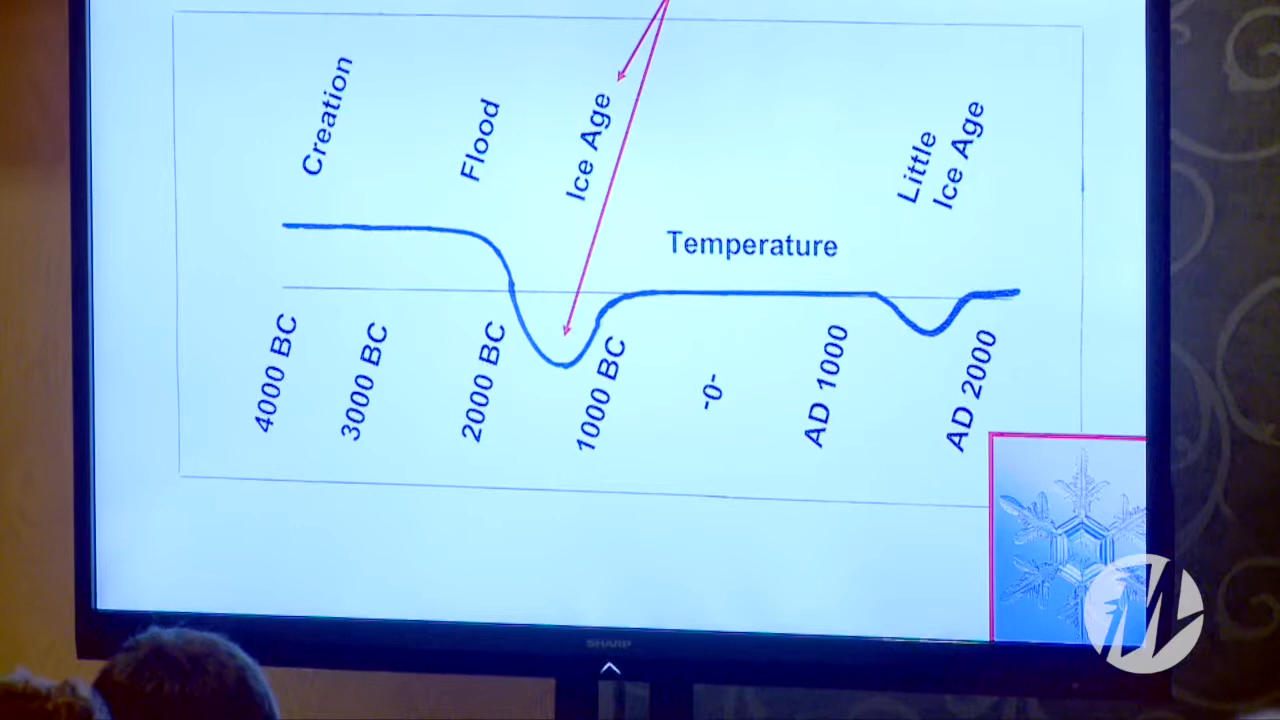 Creation
Flood
Ice Age
Little
Ice Age
Temperature
4000 BC
3000 BC
2000 BC
1000 BC
-0-
AD 1000
AD 2000
SHARP
M